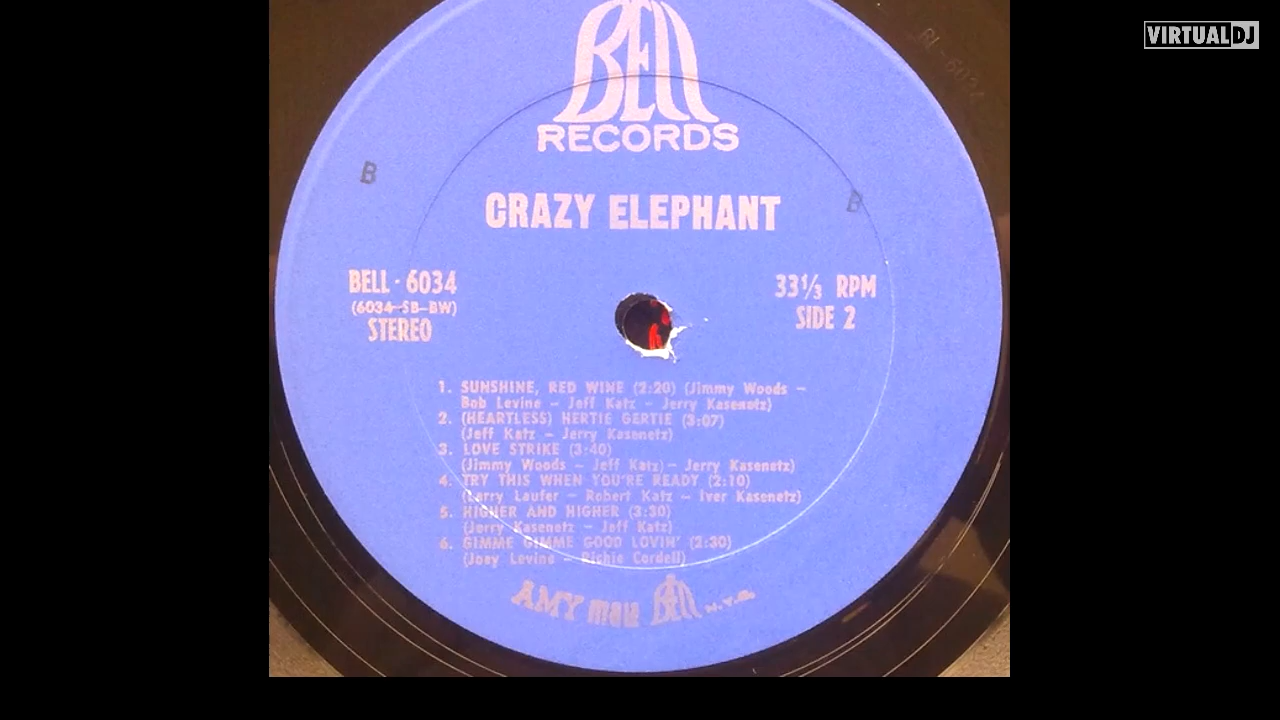 VIRTUALDJ
BELL
RECORDS
B
B
CRAZY ELEPHANT
BELL · 6034
(6034-SB-BW)
STEREO
33⅓ RPM
SIDE 2
1. SUNSHINE, RED WINE (2:20) (Jimmy Woods –
Bob Levine – Jeff Katz – Jerry Kasenetz)
2. (HEARTLESS) HERTIE GERTIE (3:07)
(Jeff Katz – Jerry Kasenetz)
3. LOVE STRIKE (3:40)
(Jimmy Woods – Jeff Katz) – Jerry Kasenetz)
4. TRY THIS WHEN YOU'RE READY (2:10)
(Larry Laufer – Robert Katz – Iver Kasenetz)
5. HIGHER AND HIGHER (3:30)
(Jerry Kasenetz – Jeff Katz)
6. GIMME GIMME GOOD LOVIN' (2:30)
(Joey Levine – Richie Cordell)
AMY mala BELL N.Y.C.